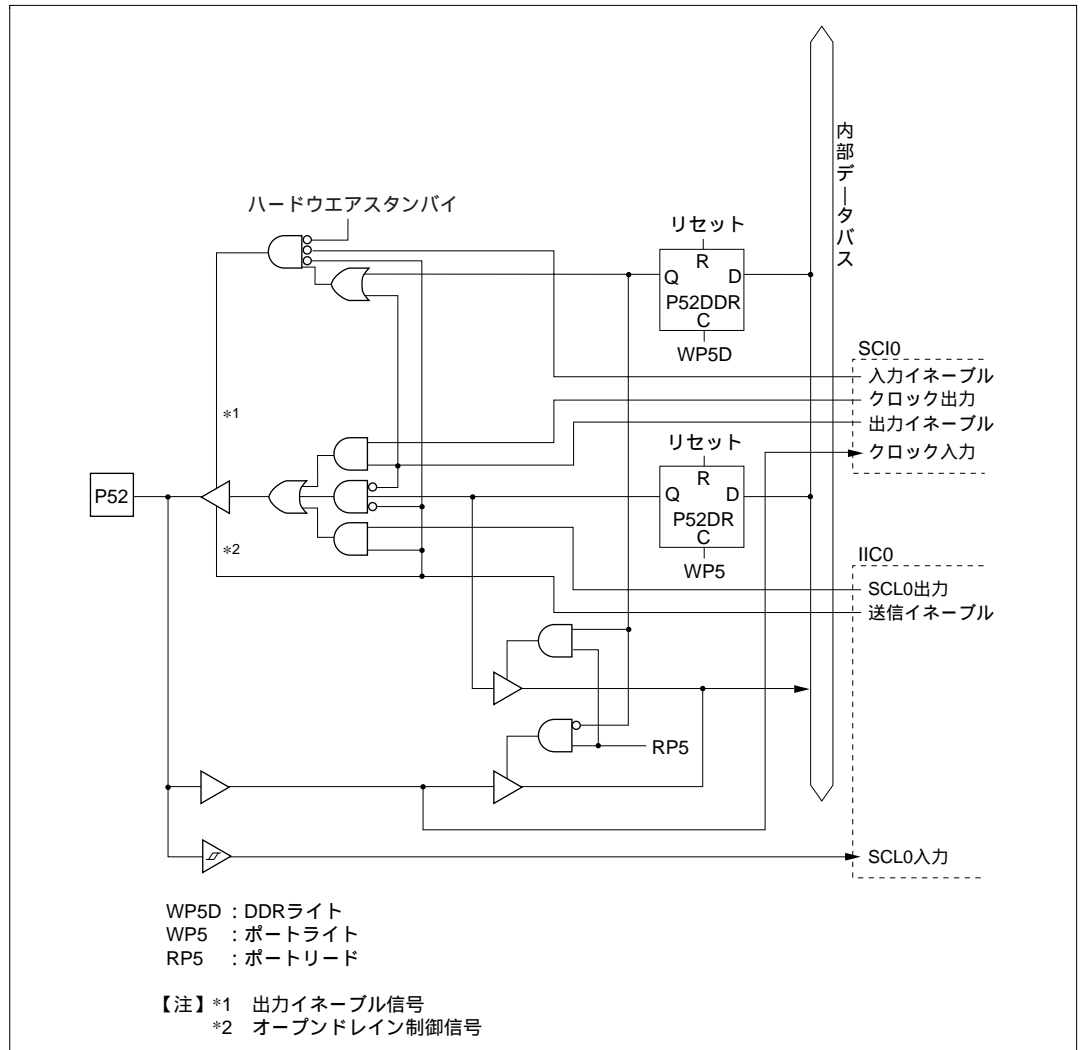 内部データバス
ハードウエアスタンバイ
リセット
R
Q D
P52DDR
C
WP5D
SCI0
入力イネーブル
クロック出力
出力イネーブル
クロック入力
*1
リセット
R
Q D
P52DR
C
WP5
P52
*2
IIC0
SCL0出力
送信イネーブル
RP5
SCL0入力
WP5D : DDRライト
WP5 : ポートライト
RP5 : ポートリード
【注】*1 出力イネーブル信号
*2 オープンドレイン制御信号